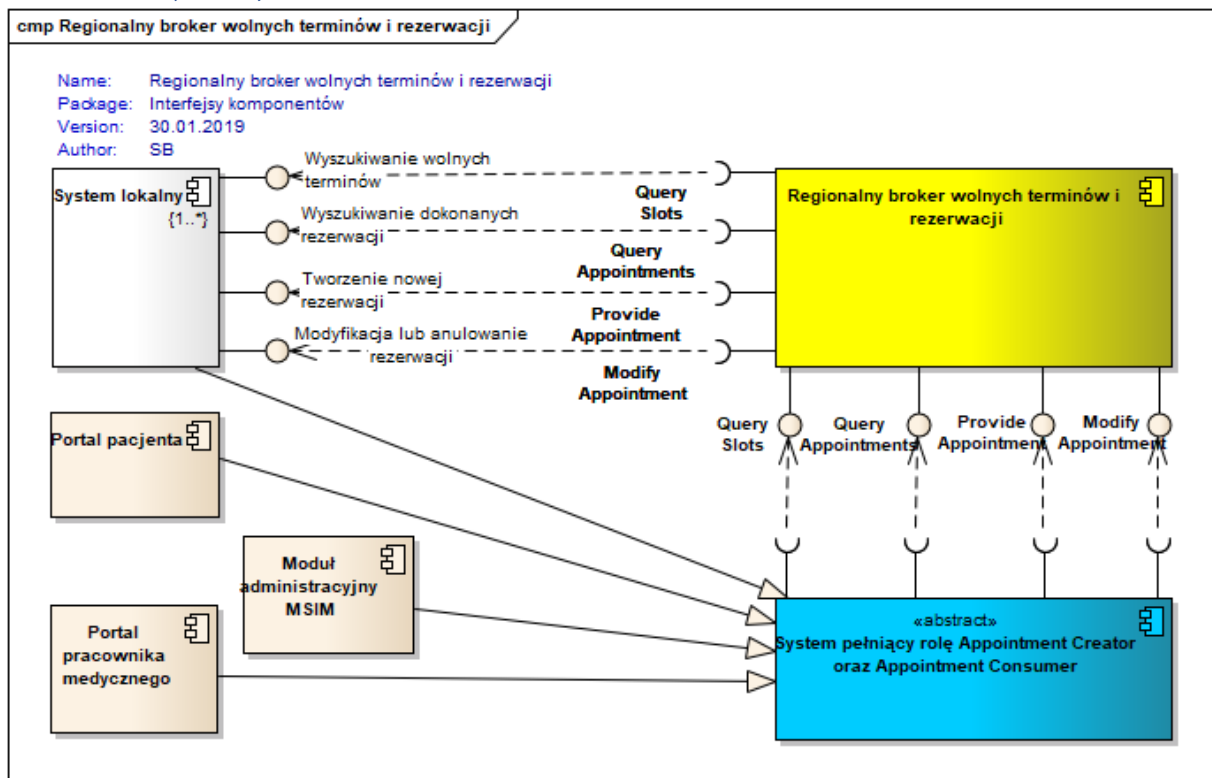 cmp Regionalny broker wolnych terminów i rezerwacji
Name: Regionalny broker wolnych terminów i rezerwacji
Package: Interfejsy komponentów
Version: 30.01.2019
Author: SB
System lokalny
{1..*}
Wyszukiwanie wolnych
terminów
Query
Slots
Wyszukiwanie dokonanych
rezerwacji
Query
Appointments
Tworzenie nowej
rezerwacji
Provide
Appointment
Modyfikacja lub anulowanie
rezerwacji
Modify
Appointment
Regionalny broker wolnych terminów i
rezerwacji
Query
Slots
Query
Appointments
Provide
Appointment
Modify
Appointment
Portal pacjenta
Moduł
administracyjny
MSIM
Portal
pracownika
medycznego
«abstract»
System pełniący rolę Appointment Creator
oraz Appointment Consumer